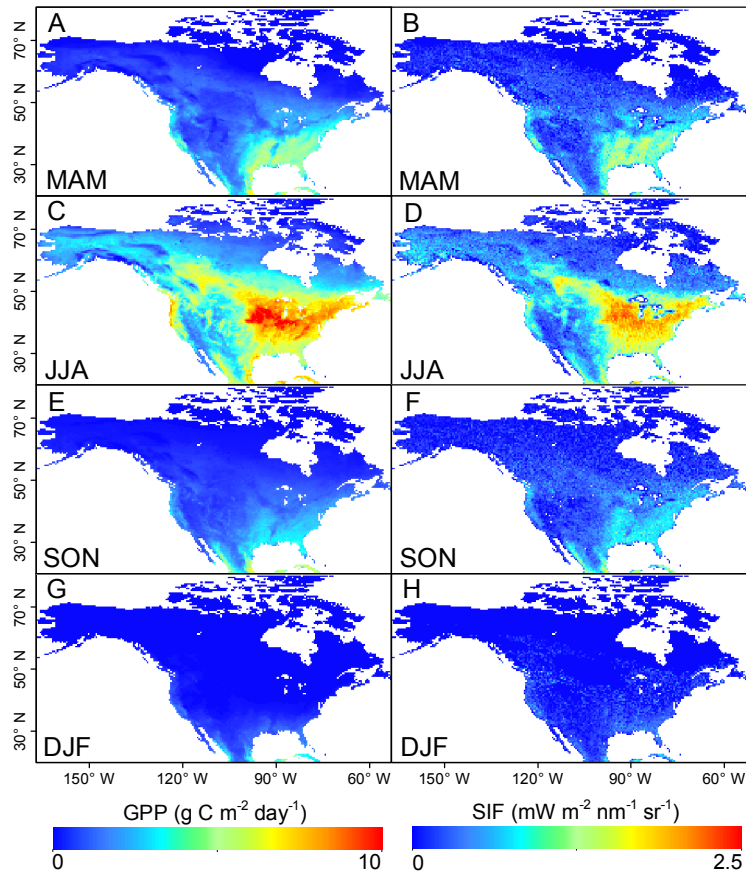 A
B
70° N
50° N
30° N
MAM
MAM
C
D
70° N
50° N
30° N
JJA
JJA
E
F
70° N
50° N
30° N
SON
SON
G
H
70° N
50° N
30° N
DJF
DJF
150° W 120° W 90° W 60° W 150° W 120° W 90° W 60° W
GPP (g C m⁻² day⁻¹) SIF (mW m⁻² nm⁻¹ sr⁻¹)
0 10 0 2.5